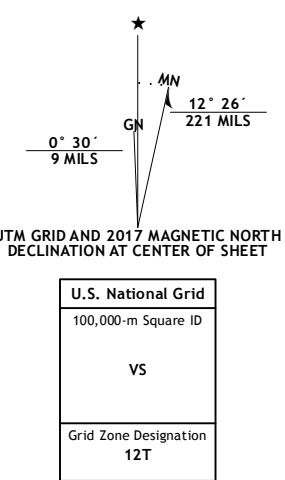 MN
GN
12° 26´
221 MILS
0° 30´
9 MILS
UTM GRID AND 2017 MAGNETIC NORTH
DECLINATION AT CENTER OF SHEET
U.S. National Grid
100,000-m Square ID
VS
Grid Zone Designation
12T